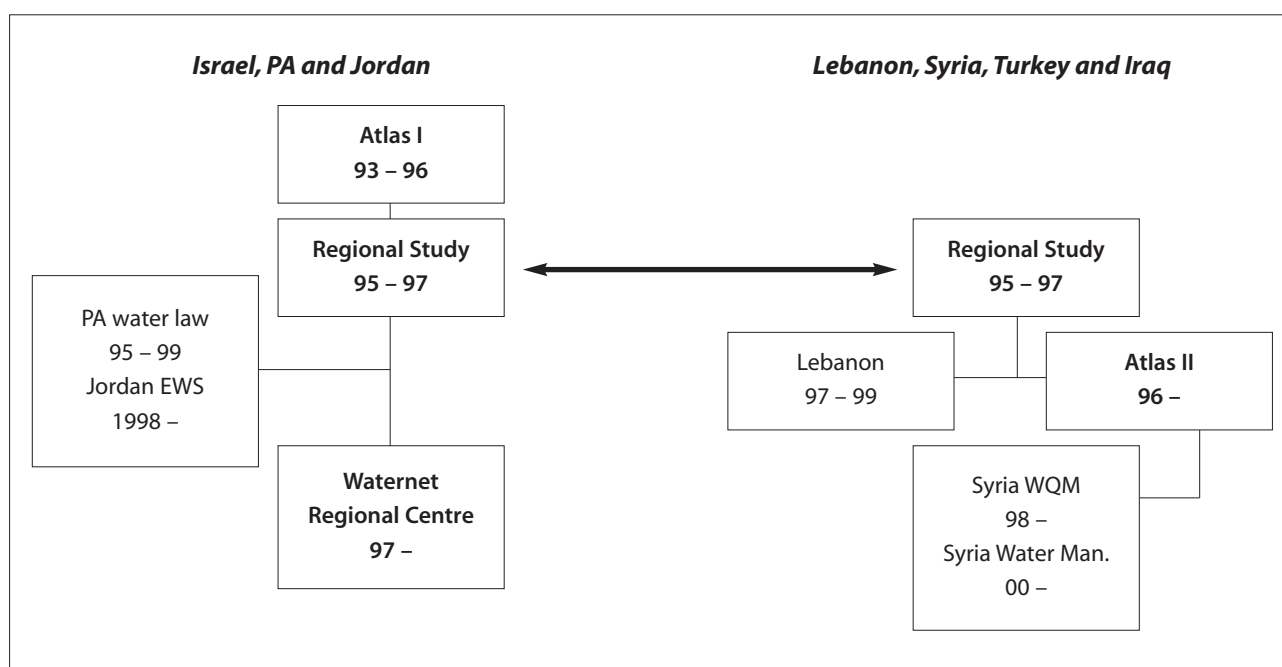 Israel, PA and Jordan
Atlas I
93 – 96
Regional Study
95 – 97
PA water law
95 – 99
Jordan EWS
1998 –
Waternet
Regional Centre
97 –
Lebanon, Syria, Turkey and Iraq
Regional Study
95 – 97
Lebanon
97 – 99
Atlas II
96 –
Syria WQM
98 –
Syria Water Man.
00 –